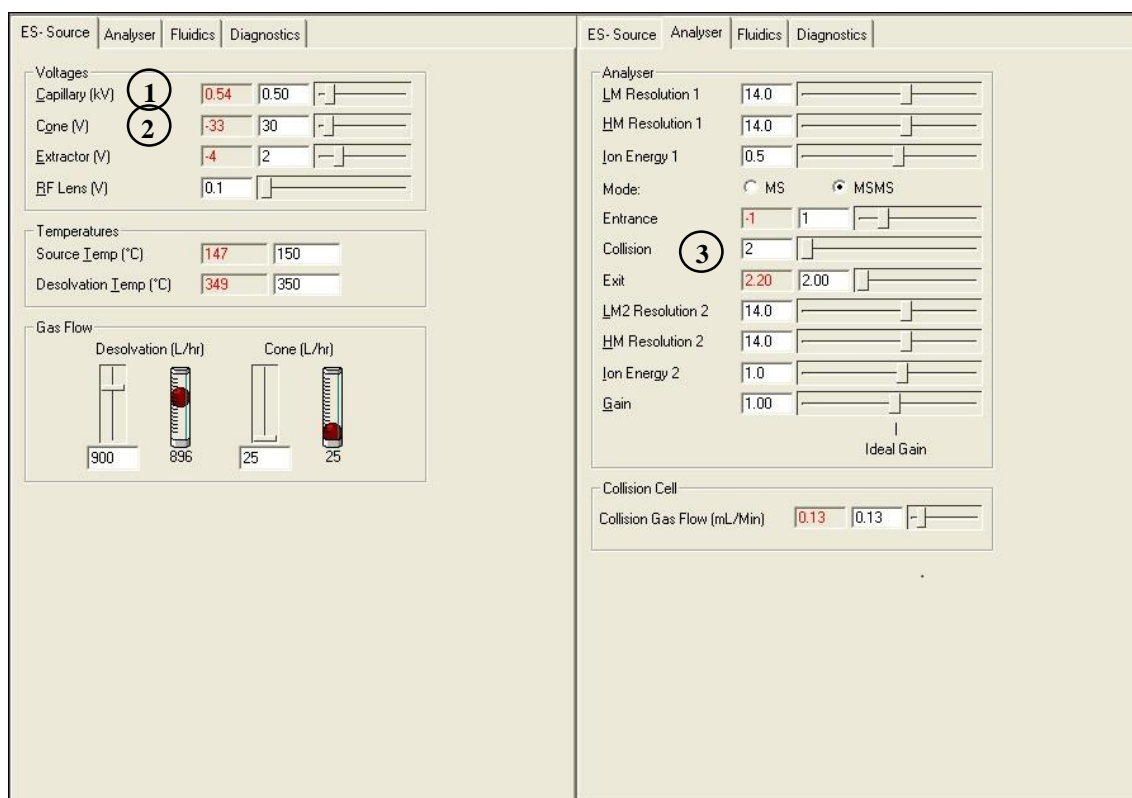 ES- Source Analyser Fluidics Diagnostics
Voltages
Capillary (kV) 1 0.54 0.50
Cone (V) 2 -33 30
Extractor (V) -4 2
RF Lens (V) 0.1
Temperatures
Source Temp (°C) 147 150
Desolvation Temp (°C) 349 350
Gas Flow
Desolvation (L/hr) Cone (L/hr)
900 896 25 25
ES- Source Analyser Fluidics Diagnostics
Analyser
LM Resolution 1 14.0
HM Resolution 1 14.0
Ion Energy 1 0.5
Mode: MS MSMS
Entrance -1 1
Collision 3 2
Exit 2.20 2.00
LM2 Resolution 2 14.0
HM Resolution 2 14.0
Ion Energy 2 1.0
Gain 1.00
Ideal Gain
Collision Cell
Collision Gas Flow (mL/Min) 0.13 0.13